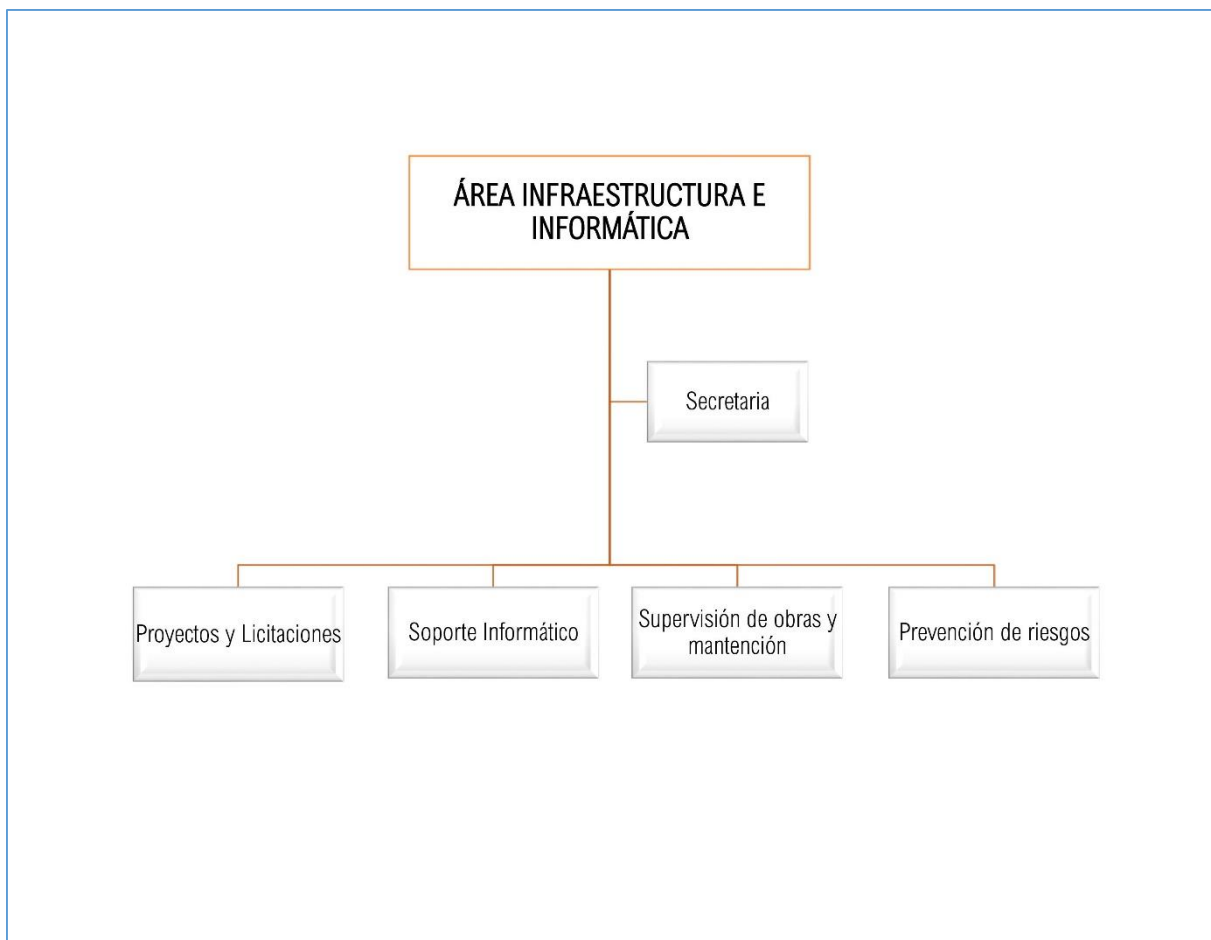 ÁREA INFRAESTRUCTURA E
INFORMÁTICA
Secretaria
Proyectos y Licitaciones
Soporte Informático
Supervisión de obras y
mantención
Prevención de riesgos